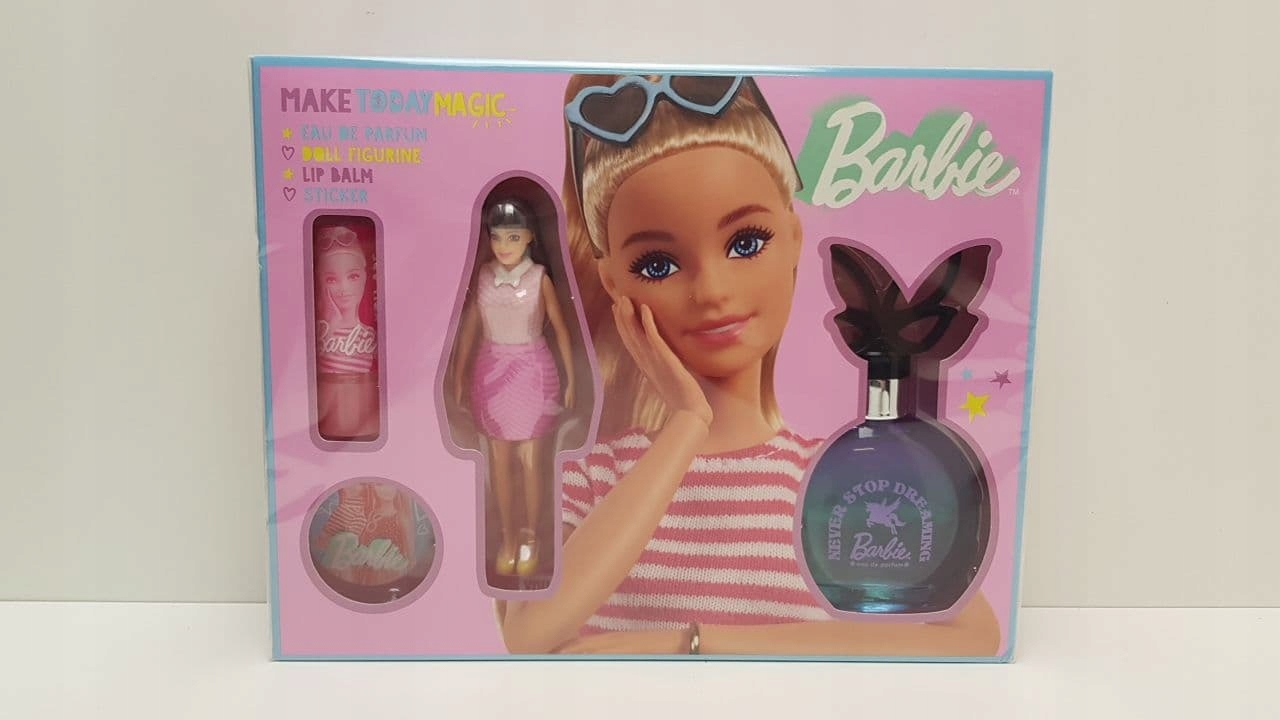 MAKE TODAY MAGIC
EAU DE PARFUM
DOLL FIGURINE
LIP BALM
STICKER
Barbie™
Barbie
Barbie
NEVER STOP DREAMING
Barbie
eau de parfum